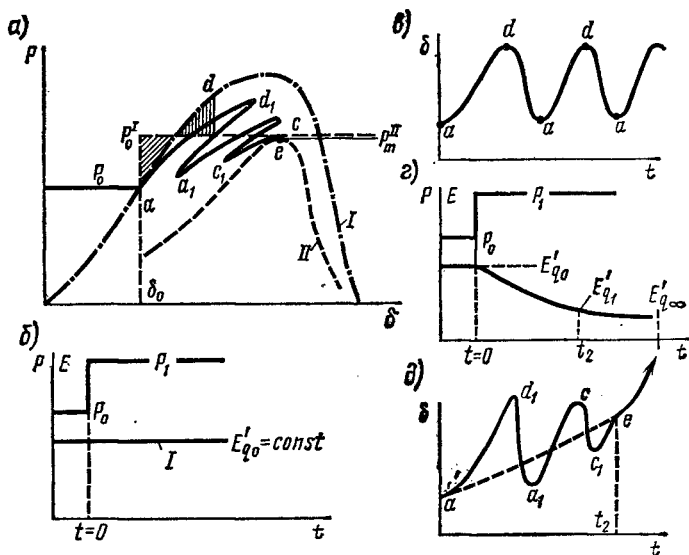 а)
P
d
d₁
P₀ᴵ
c
Pₘᴵᴵ
P₀
e
a
a₁
c₁
I
II
δ₀
δ
б)
P E
P₁
P₀
E'q₀ = const
I
t=0
t
в)
δ
d
d
a
a
a
t
г)
P E
P₁
P₀
E'q₀
E'q₁
E'q∞
t=0
t₂
t
д)
δ
d₁
c
e
a
a₁
c₁
t₂
t